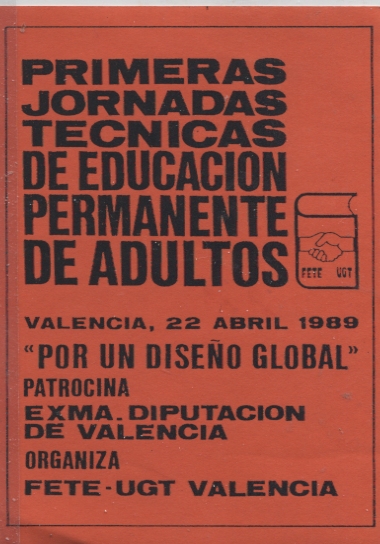 PRIMERAS
JORNADAS
TECNICAS
DE EDUCACION
PERMANENTE
DE ADULTOS
FETE UGT
VALENCIA, 22 ABRIL 1989
“POR UN DISEÑO GLOBAL”
PATROCINA
EXMA. DIPUTACION
DE VALENCIA
ORGANIZA
FETE-UGT VALENCIA